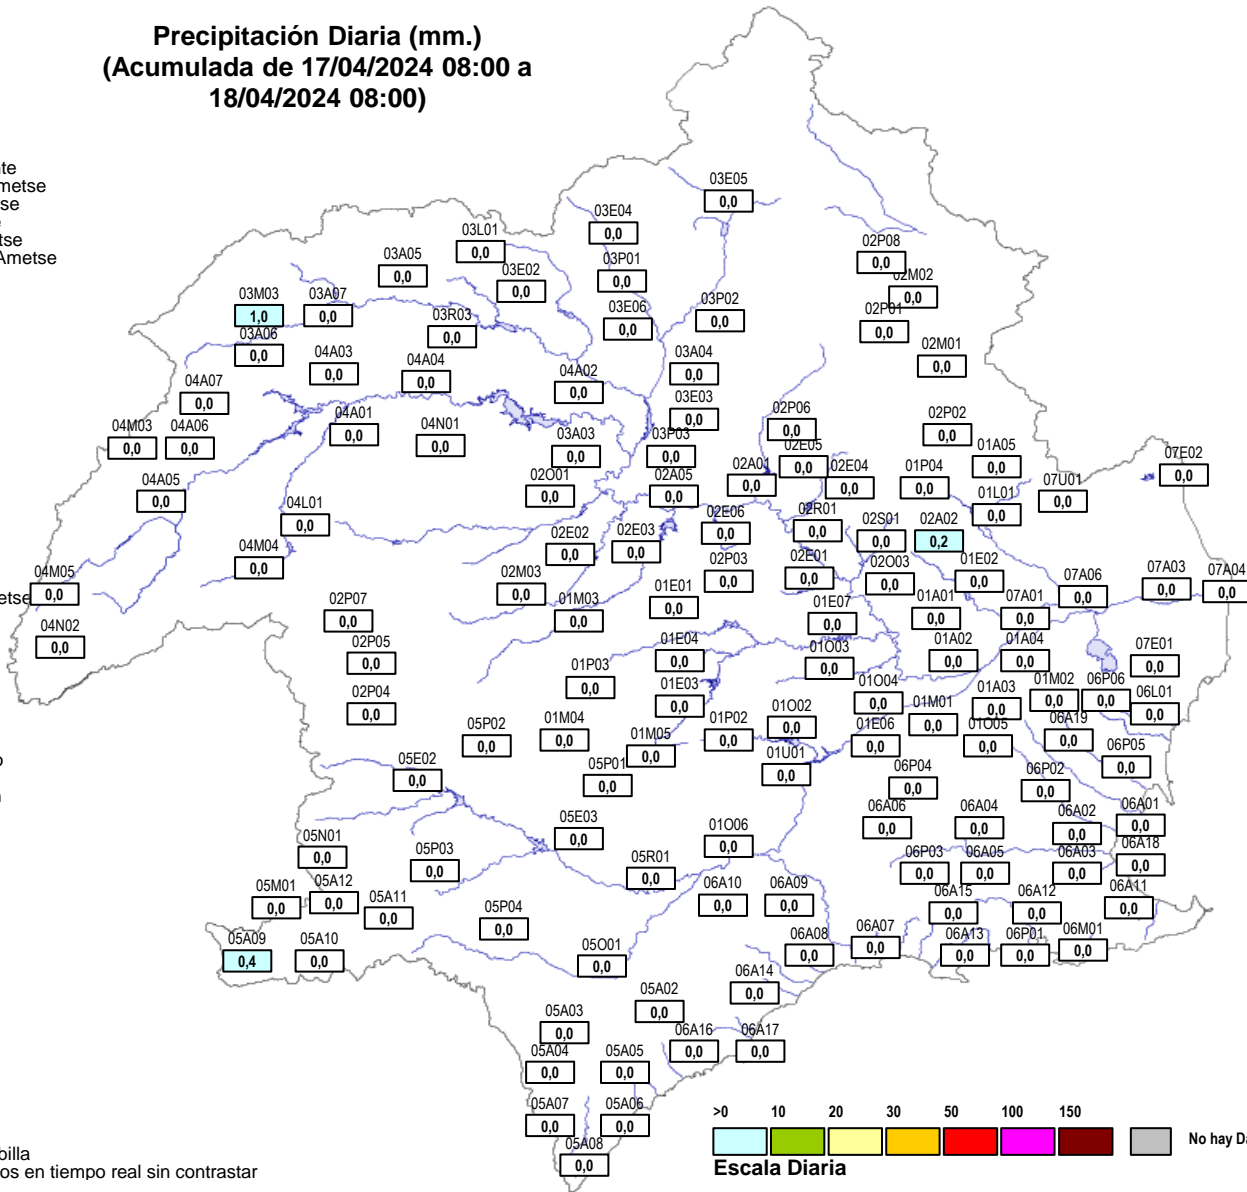 Precipitación Diaria (mm.)
(Acumulada de 17/04/2024 08:00 a
18/04/2024 08:00)
03E05
0,0
03E04
0,0
03L01
0,0
03P01
0,0
03A05
0,0
03E02
0,0
02P08
0,0
02M02
0,0
03M03
1,0
03A07
0,0
03R03
0,0
03E06
0,0
03P02
0,0
02P01
0,0
03A06
0,0
04A03
0,0
04A04
0,0
04A02
0,0
03A04
0,0
02M01
0,0
04A07
0,0
03E03
0,0
04M03
0,0
04A06
0,0
04A01
0,0
04N01
0,0
03A03
0,0
03P03
0,0
02P06
0,0
02E05
0,0
02P02
0,0
01A05
0,0
07E02
0,0
04A05
0,0
02O01
0,0
02A05
0,0
02A01
0,0
02E04
0,0
01P04
0,0
01L01
0,0
07U01
0,0
04L01
0,0
02E02
0,0
02E03
0,0
02E06
0,0
02R01
0,0
02S01
0,0
02A02
0,2
04M04
0,0
04M05
0,0
02M03
0,0
01M03
0,0
01E01
0,0
02P03
0,0
02E01
0,0
02O03
0,0
01E02
0,0
07A06
0,0
07A03
0,0
07A04
0,0
04N02
0,0
02P07
0,0
01E07
0,0
01A01
0,0
07A01
0,0
02P05
0,0
01E04
0,0
01O03
0,0
01A02
0,0
01A04
0,0
07E01
0,0
02P04
0,0
01P03
0,0
01E03
0,0
01O04
0,0
01M01
0,0
01A03
0,0
01M02
0,0
06P06
0,0
06L01
0,0
05P02
0,0
01M04
0,0
01M05
0,0
01P02
0,0
01O02
0,0
01E06
0,0
01O05
0,0
06A19
0,0
06P05
0,0
05E02
0,0
05P01
0,0
01U01
0,0
06P04
0,0
06P02
0,0
05E03
0,0
01O06
0,0
06A06
0,0
06A04
0,0
06A02
0,0
06A01
0,0
05N01
0,0
05P03
0,0
05R01
0,0
06P03
0,0
06A05
0,0
06A03
0,0
06A18
0,0
05M01
0,0
05A12
0,0
05A11
0,0
05P04
0,0
06A10
0,0
06A09
0,0
06A15
0,0
06A12
0,0
06A11
0,0
05A09
0,4
05A10
0,0
05O01
0,0
06A08
0,0
06A07
0,0
06A13
0,0
06P01
0,0
06M01
0,0
05A02
0,0
06A14
0,0
05A03
0,0
06A16
0,0
06A17
0,0
05A04
0,0
05A05
0,0
05A07
0,0
05A06
0,0
05A08
0,0
>0 10 20 30 50 100 150
No hay Da
Escala Diaria
te
metse
se
tse
Ametse
etse
billa
os en tiempo real sin contrastar